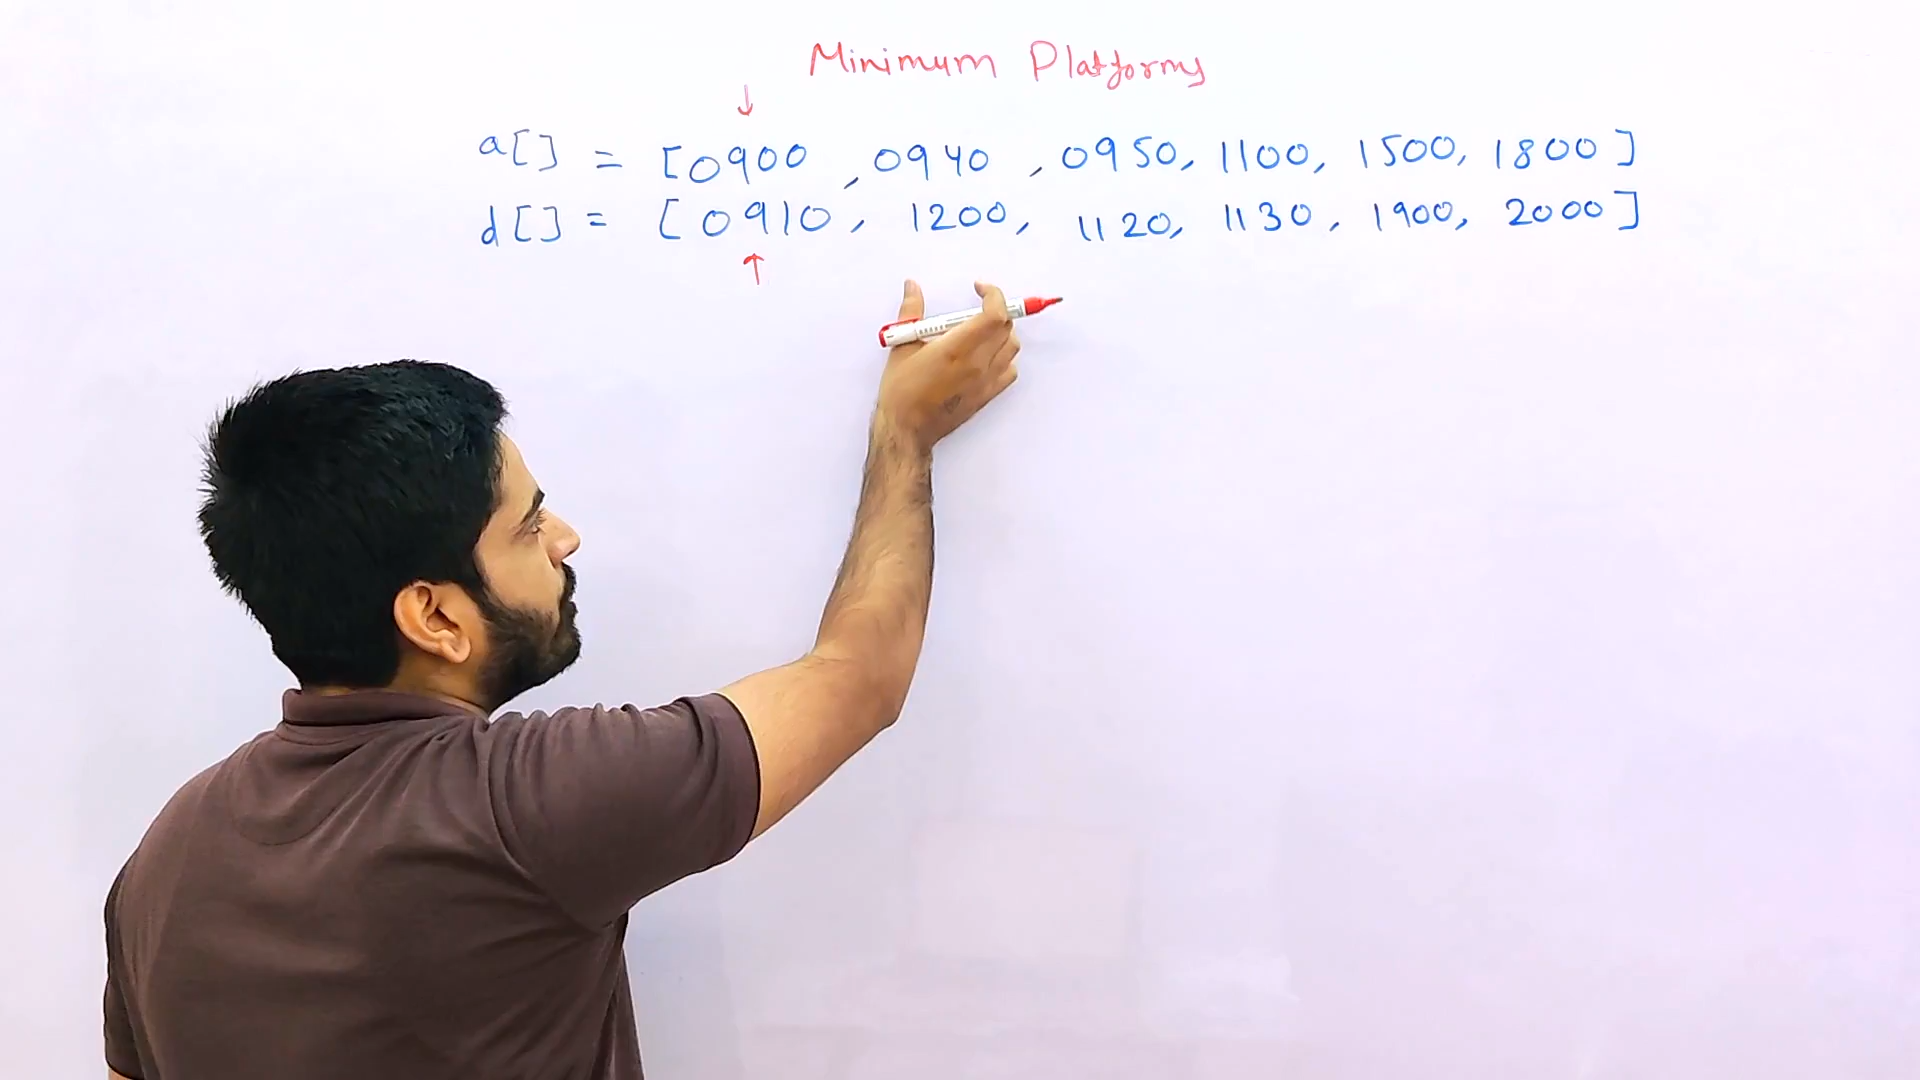 Minimum Platforms
↓
a[] = [0900, 0940, 0950, 1100, 1500, 1800]
d[] = [0910, 1200, 1120, 1130, 1900, 2000]
↑